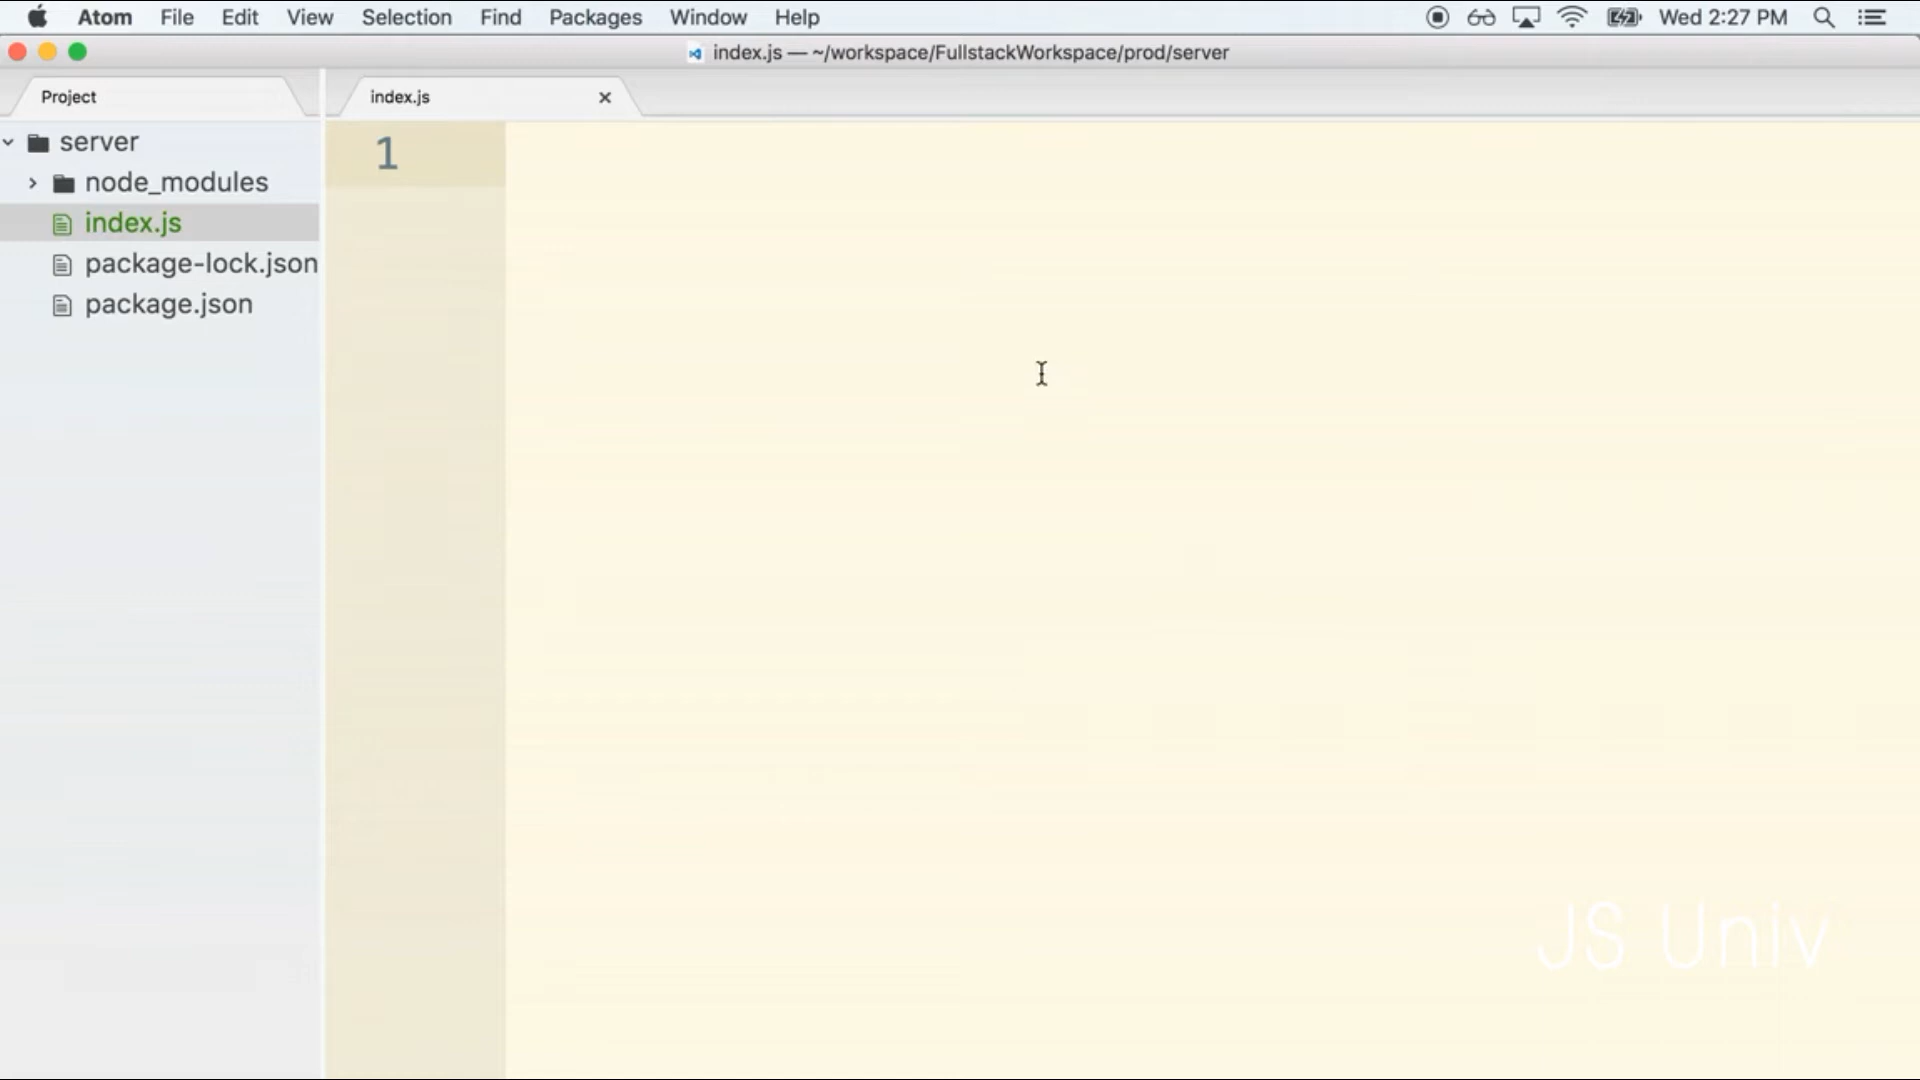 Atom File Edit View Selection Find Packages Window Help Wed 2:27 PM
index.js — ~/workspace/FullstackWorkspace/prod/server
Project
index.js
server
1
node_modules
index.js
package-lock.json
package.json
JS Univ